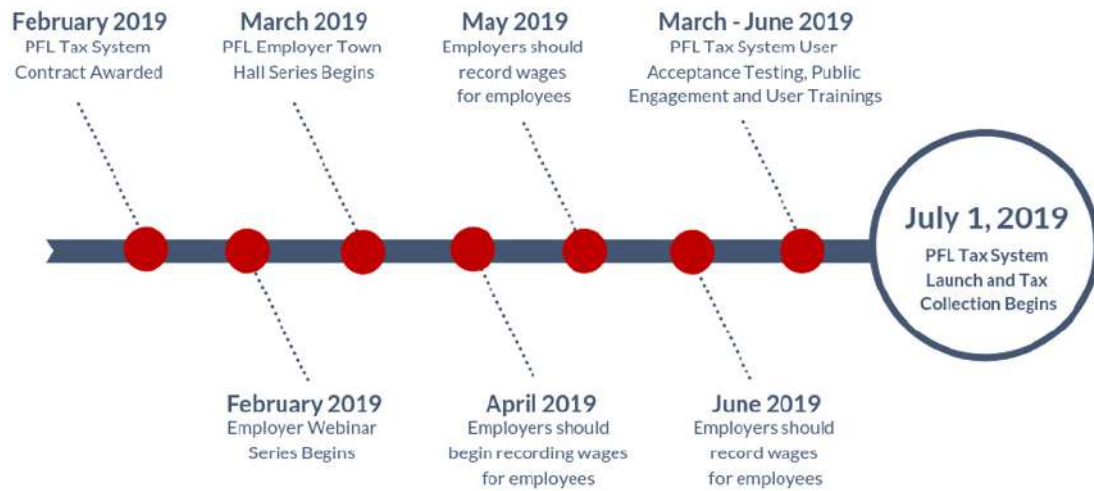 February 2019
PFL Tax System
Contract Awarded
March 2019
PFL Employer Town
Hall Series Begins
May 2019
Employers should
record wages
for employees
March - June 2019
PFL Tax System User
Acceptance Testing, Public
Engagement and User Trainings
July 1, 2019
PFL Tax System
Launch and Tax
Collection Begins
February 2019
Employer Webinar
Series Begins
April 2019
Employers should
begin recording wages
for employees
June 2019
Employers should
record wages
for employees